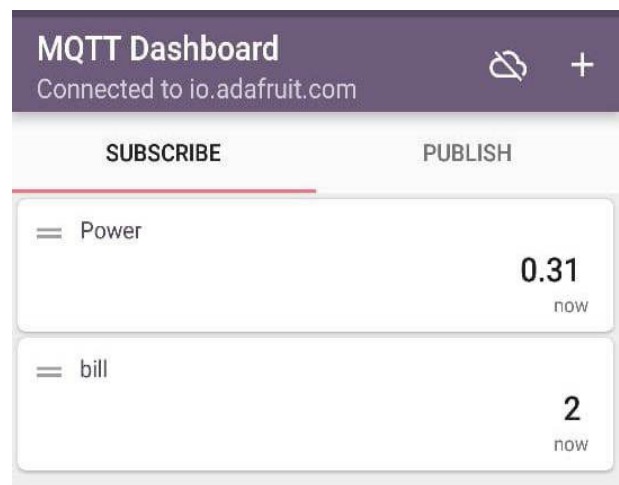 MQTT Dashboard
Connected to io.adafruit.com
SUBSCRIBE
PUBLISH
Power
0.31
now
bill
2
now